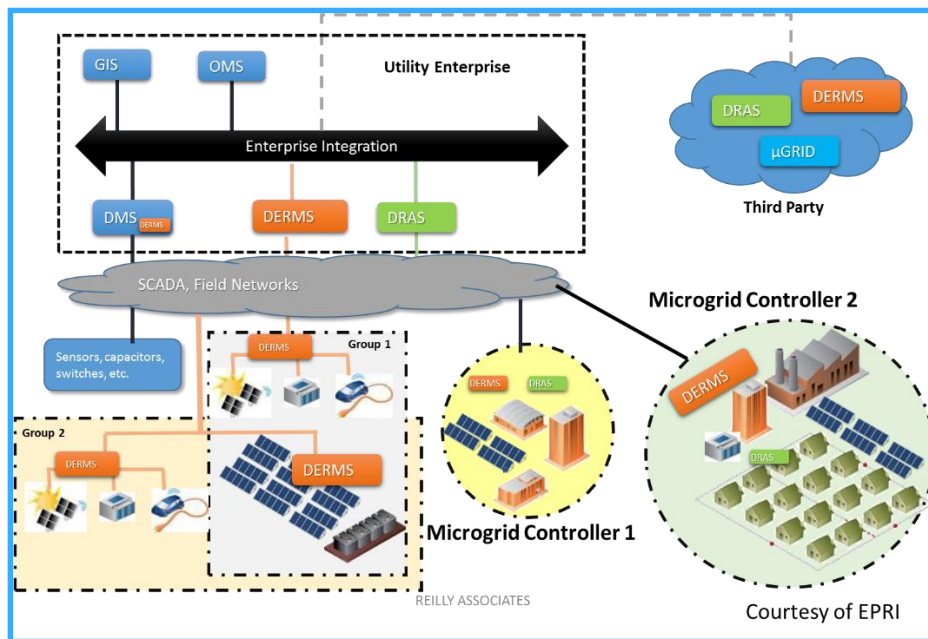 GIS
OMS
Utility Enterprise
DRAS
DERMS
µGRID
Third Party
Enterprise Integration
DMS
DERMS
DERMS
DRAS
SCADA, Field Networks
Microgrid Controller 2
Sensors, capacitors,
switches, etc.
Group 1
DERMS
DERMS
DRAS
DERMS
DRAS
Group 2
DERMS
DERMS
Microgrid Controller 1
REILLY ASSOCIATES
Courtesy of EPRI